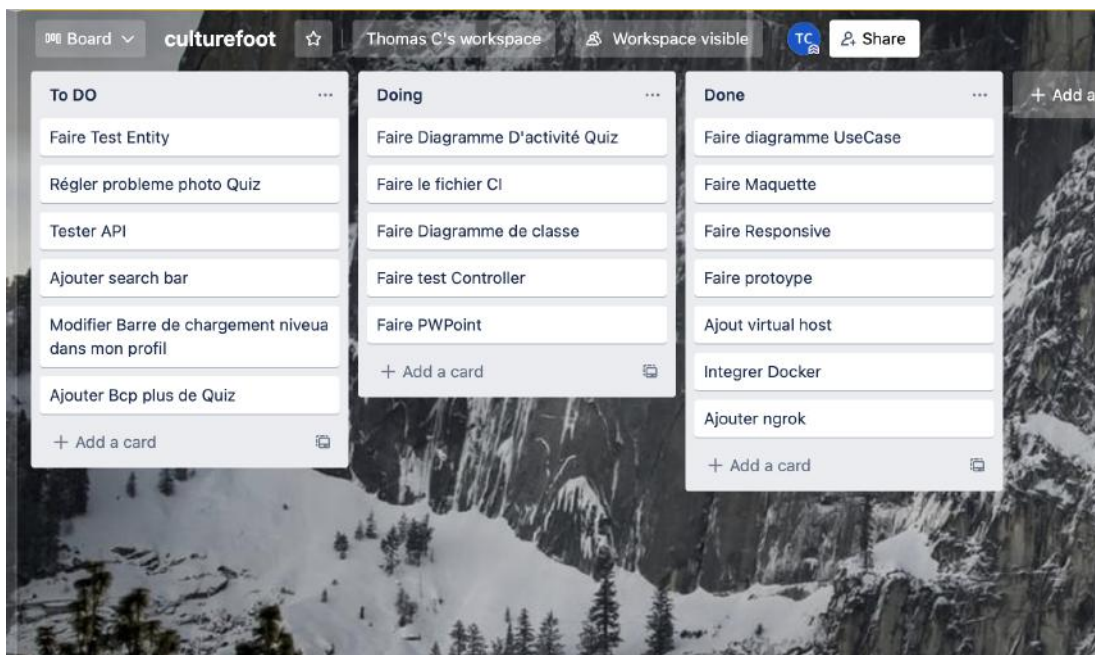 Board
culturefoot
Thomas C's workspace
Workspace visible
TC
Share
To DO
Faire Test Entity
Régler probleme photo Quiz
Tester API
Ajouter search bar
Modifier Barre de chargement niveua
dans mon profil
Ajouter Bcp plus de Quiz
+ Add a card
Doing
Faire Diagramme D'activité Quiz
Faire le fichier CI
Faire Diagramme de classe
Faire test Controller
Faire PWPoint
+ Add a card
Done
Faire diagramme UseCase
Faire Maquette
Faire Responsive
Faire protoype
Ajout virtual host
Integrer Docker
Ajouter ngrok
+ Add a card
+ Add a